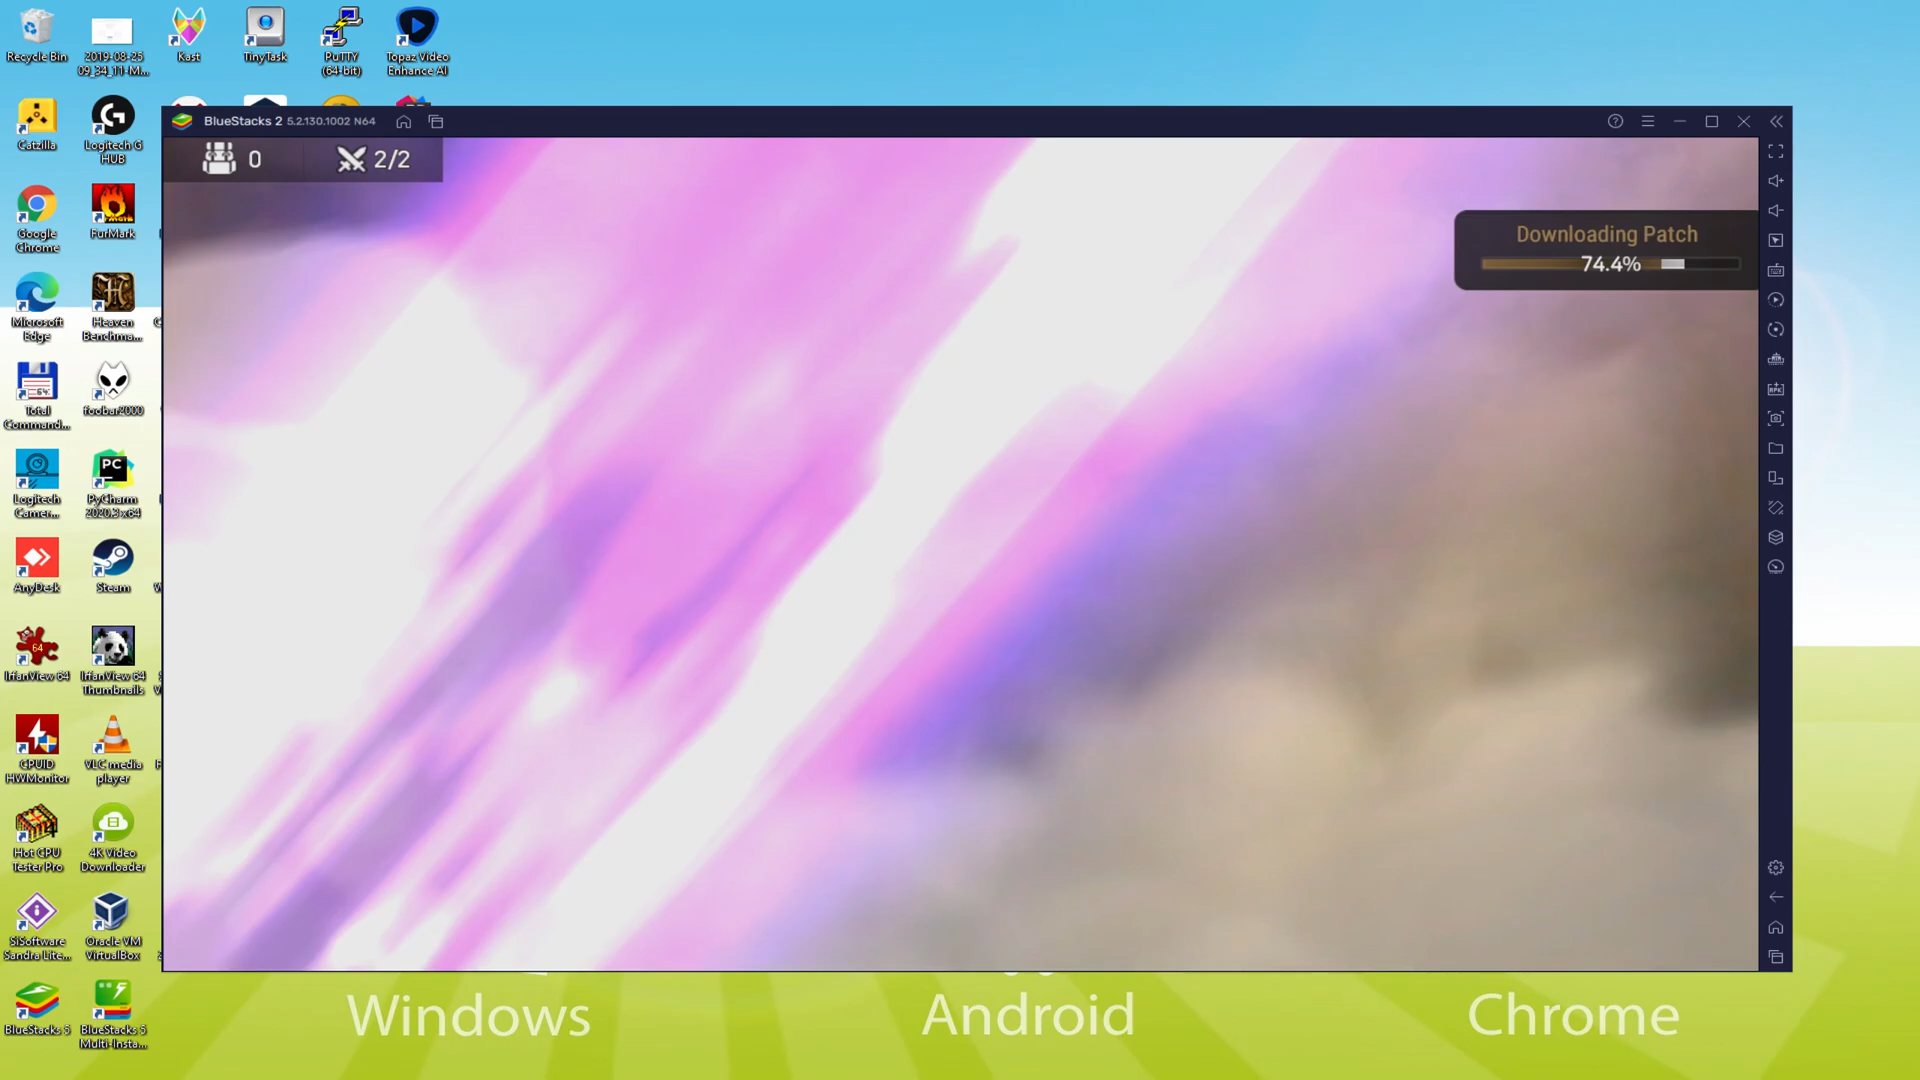 Recycle Bin
2019-08-25
09_34_11-M...
Kast
TinyTask
PuTTY
(64-bit)
Topaz Video
Enhance AI
Catzilla
Logitech G
HUB
BlueStacks 2 5.2.130.1002 N64
0
2/2
Downloading Patch
74.4%
Google
Chrome
FurMark
Microsoft
Edge
Heaven
Benchma...
Total
Comman​d...
foobar2000
Logitech
Camer...
PC
PyCharm
2020.3 x64
AnyDesk
Steam
64
IrfanView 64
IrfanView 64
Thumbnails
CPUID
HWMonitor
VLC media
player
Hot CPU
Tester Pro
4K Video
Downloader
SiSoftware
Sandra Lite...
Oracle VM
VirtualBox
BlueStacks 5
BlueStacks 5
Multi-Insta...
Windows
Android
Chrome